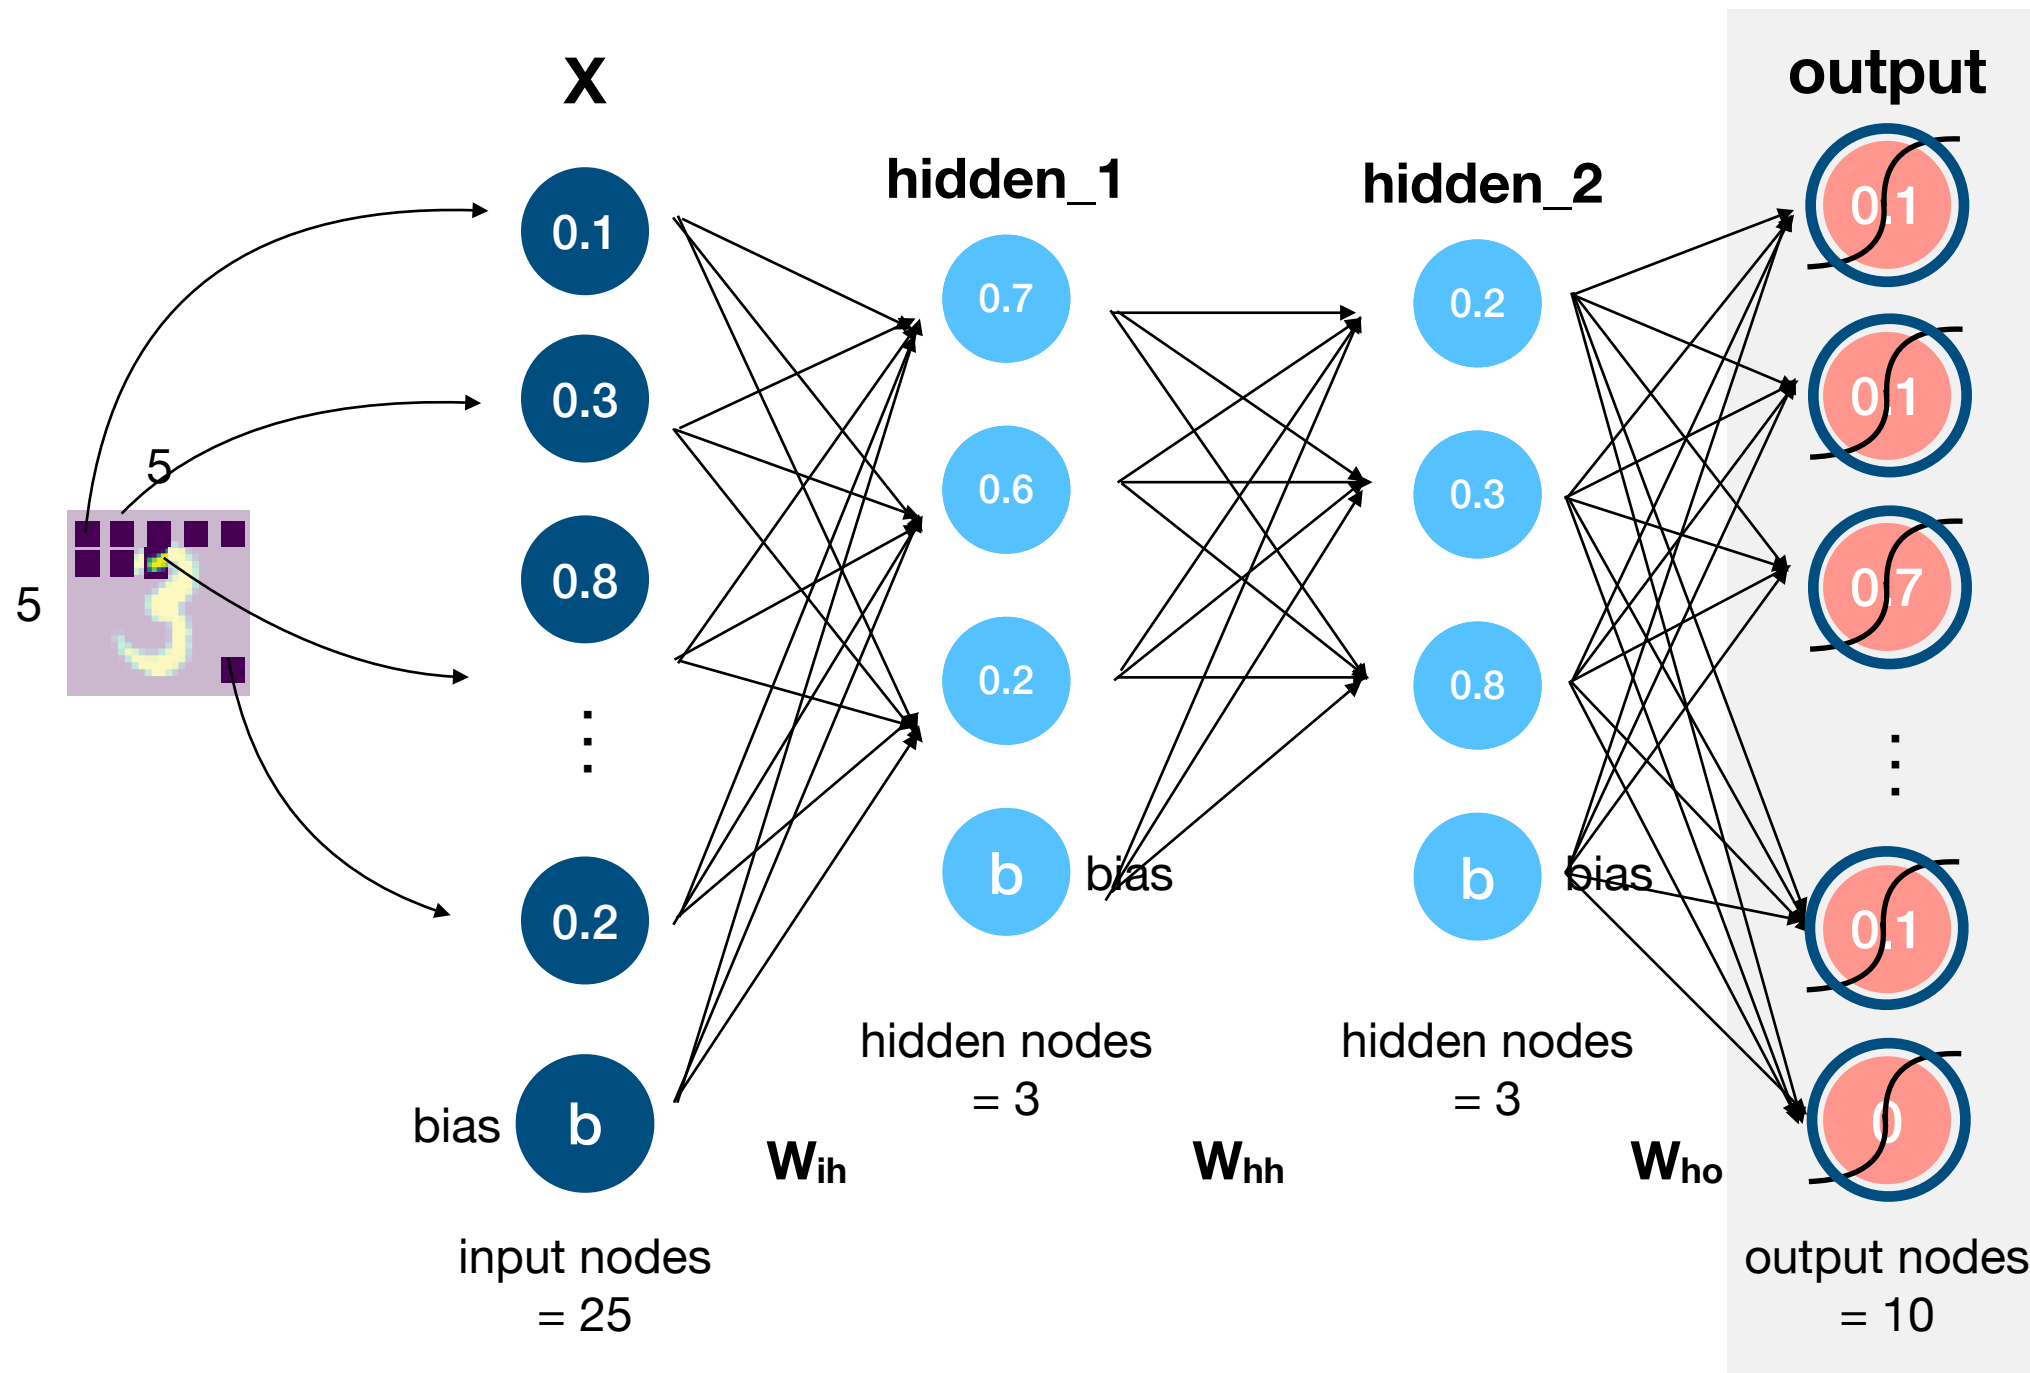 X
output
hidden_1
hidden_2
0.1
0.3
0.8
⋮
0.2
b
bias
5
5
0.7
0.6
0.2
b
bias
0.2
0.3
0.8
b
bias
0.1
0.1
0.7
⋮
0.1
0
hidden nodes
= 3
hidden nodes
= 3
Wih
Whh
Who
input nodes
= 25
output nodes
= 10